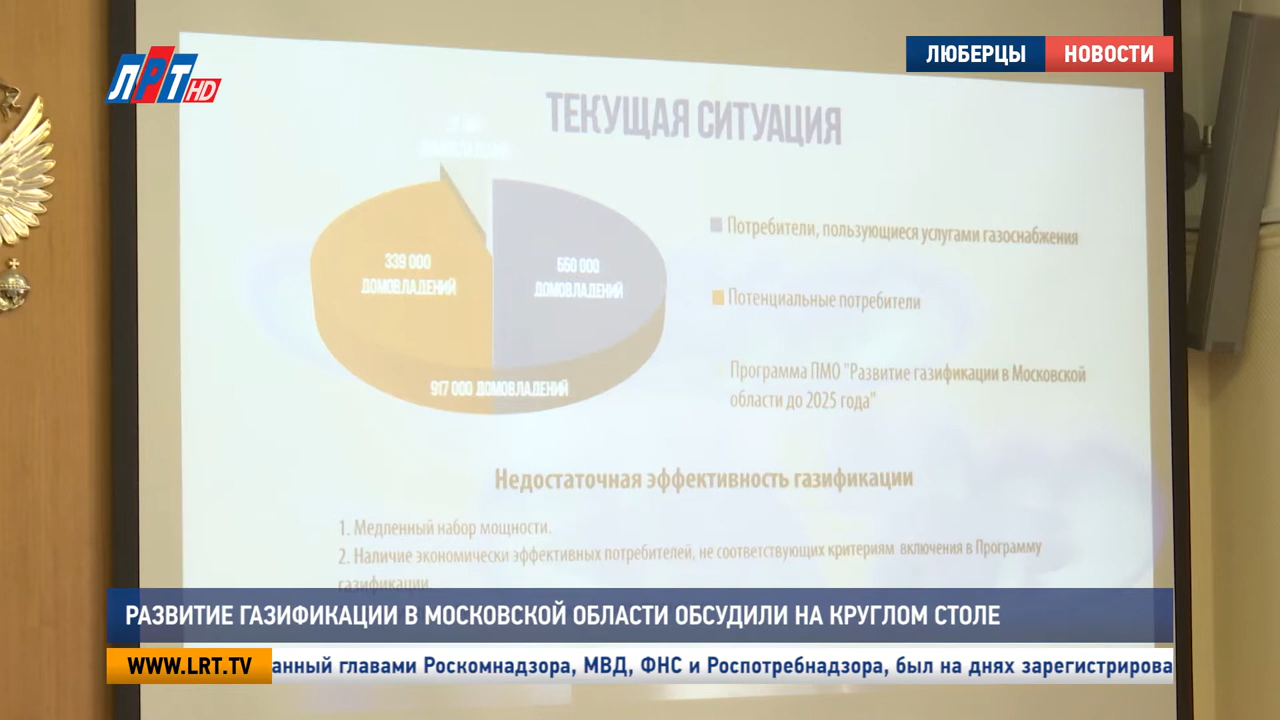 ЛРТ HD
ЛЮБЕРЦЫ НОВОСТИ
ТЕКУЩАЯ СИТУАЦИЯ
ДОМОВЛАДЕНИЙ
339 000
ДОМОВЛАДЕНИЙ
550 000
ДОМОВЛАДЕНИЙ
917 000 ДОМОВЛАДЕНИЙ
Потребители, пользующиеся услугами газоснабжения
Потенциальные потребители
Программа ПМО "Развитие газификации в Московской
области до 2025 года"
Недостаточная эффективность газификации
1. Медленный набор мощности.
2. Наличие экономически эффективных потребителей, не соответствующих критериям включения в Программу
газификации.
РАЗВИТИЕ ГАЗИФИКАЦИИ В МОСКОВСКОЙ ОБЛАСТИ ОБСУДИЛИ НА КРУГЛОМ СТОЛЕ
WWW.LRT.TV
анный главами Роскомнадзора, МВД, ФНС и Роспотребнадзора, был на днях зарегистрирова